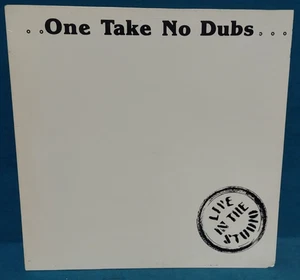 . . One Take No Dubs . . .
LIVE
IN THE
STUDIO